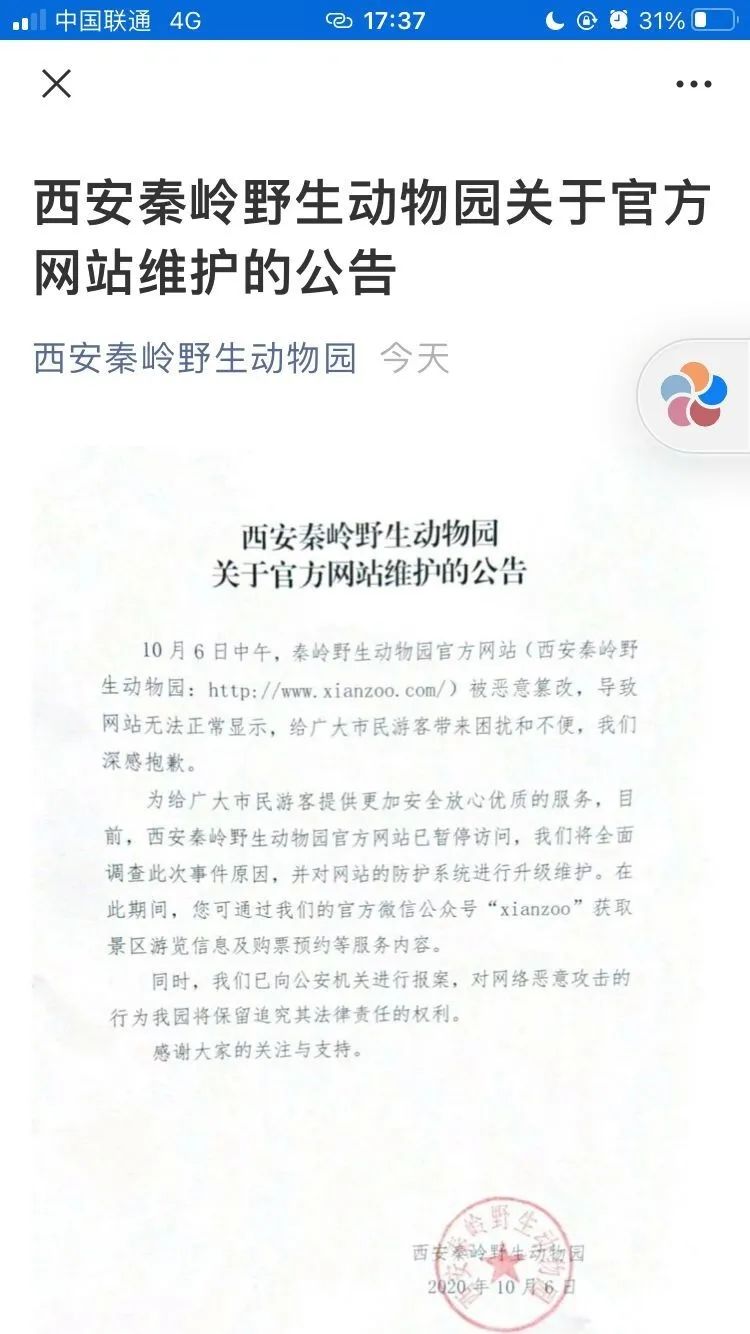 中国联通 4G 17:37 31%
西安秦岭野生动物园关于官方
网站维护的公告
西安秦岭野生动物园 今天
西安秦岭野生动物园
关于官方网站维护的公告
10月6日中午，秦岭野生动物园官方网站（西安秦岭野
生动物园：http://www.xianzoo.com/）被恶意篡改，导致
网站无法正常显示，给广大市民游客带来困扰和不便，我们
深感抱歉。
为给广大市民游客提供更加安全放心优质的服务，目
前，西安秦岭野生动物园官方网站已暂停访问，我们将全面
调查此次事件原因，并对网站的防护系统进行升级维护。在
此期间，您可通过我们的官方微信公众号“xianzoo”获取
景区游览信息及购票预约等服务内容。
同时，我们已向公安机关进行报案，对网络恶意攻击的
行为我园将保留追究其法律责任的权利。
感谢大家的关注与支持。
西安秦岭野生动物园
2020年10月6日
西安秦岭野生动物园